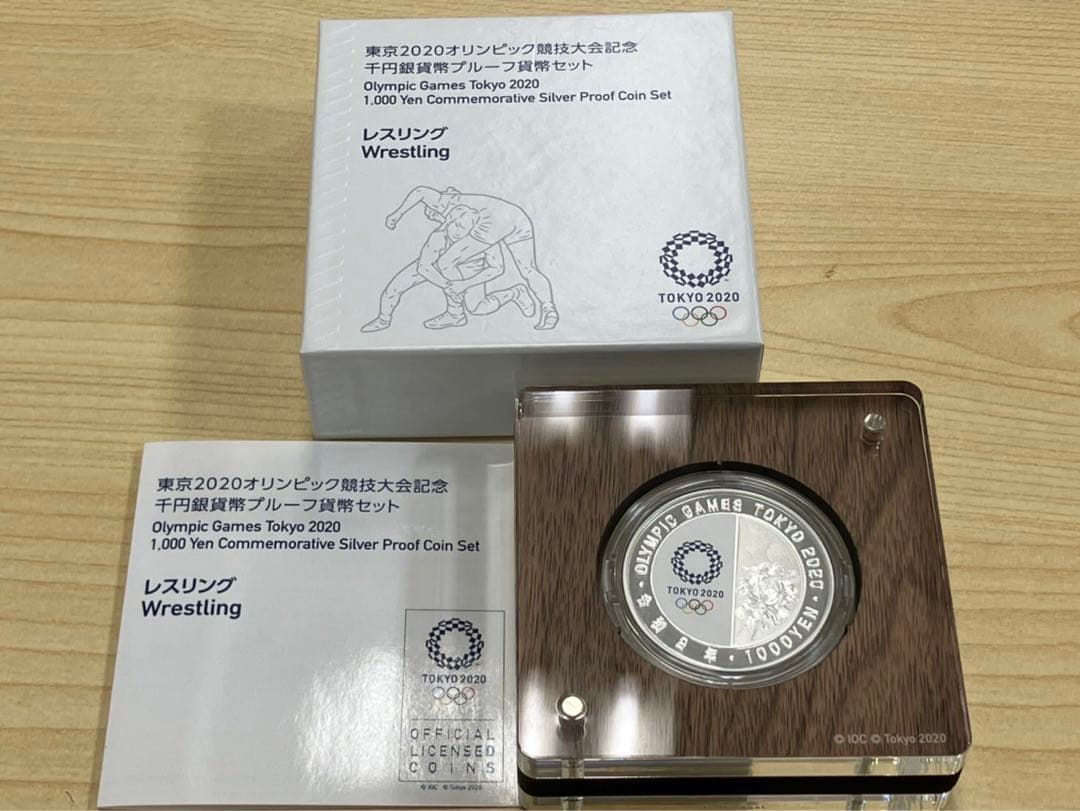 東京2020オリンピック競技大会記念
千円銀貨幣プルーフ貨幣セット
Olympic Games Tokyo 2020
1,000 Yen Commemorative Silver Proof Coin Set
レスリング
Wrestling
TOKYO 2020
東京2020オリンピック競技大会記念
千円銀貨幣プルーフ貨幣セット
Olympic Games Tokyo 2020
1,000 Yen Commemorative Silver Proof Coin Set
レスリング
Wrestling
TOKYO 2020
OFFICIAL
LICENSED
COINS
© IOC © Tokyo 2020
OLYMPIC GAMES TOKYO 2020
TOKYO 2020
1000YEN
© IOC © Tokyo 2020